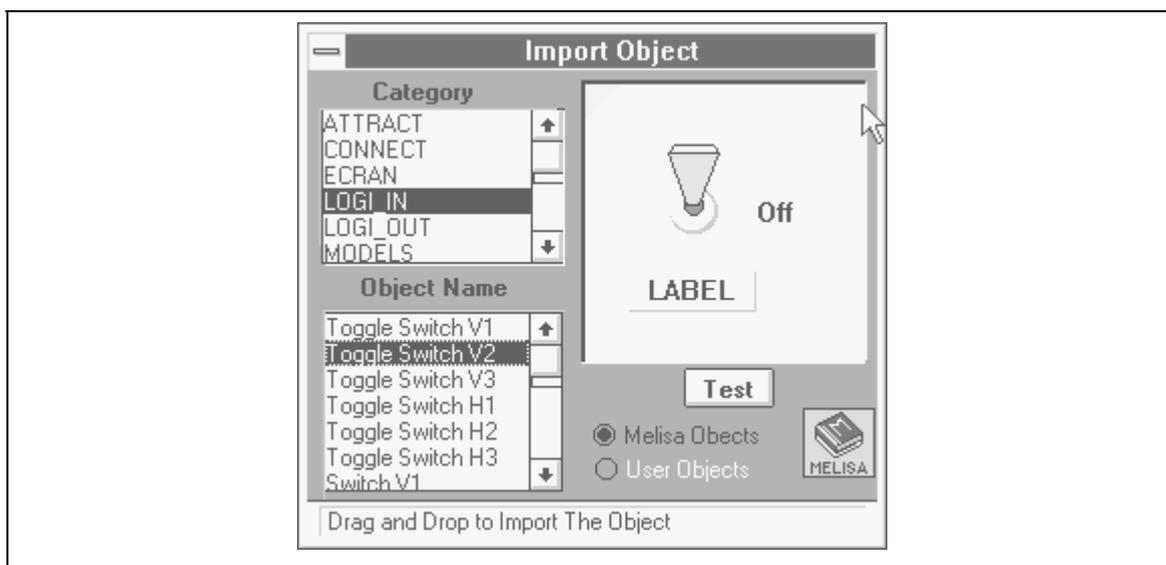 Import Object
Category
ATTRACT
CONNECT
ECRAN
LOGI_IN
LOGI_OUT
MODELS
Object Name
Toggle Switch V1
Toggle Switch V2
Toggle Switch V3
Toggle Switch H1
Toggle Switch H2
Toggle Switch H3
Switch V1
Off
LABEL
Test
Melisa Obects
User Objects
MELISA
Drag and Drop to Import The Object